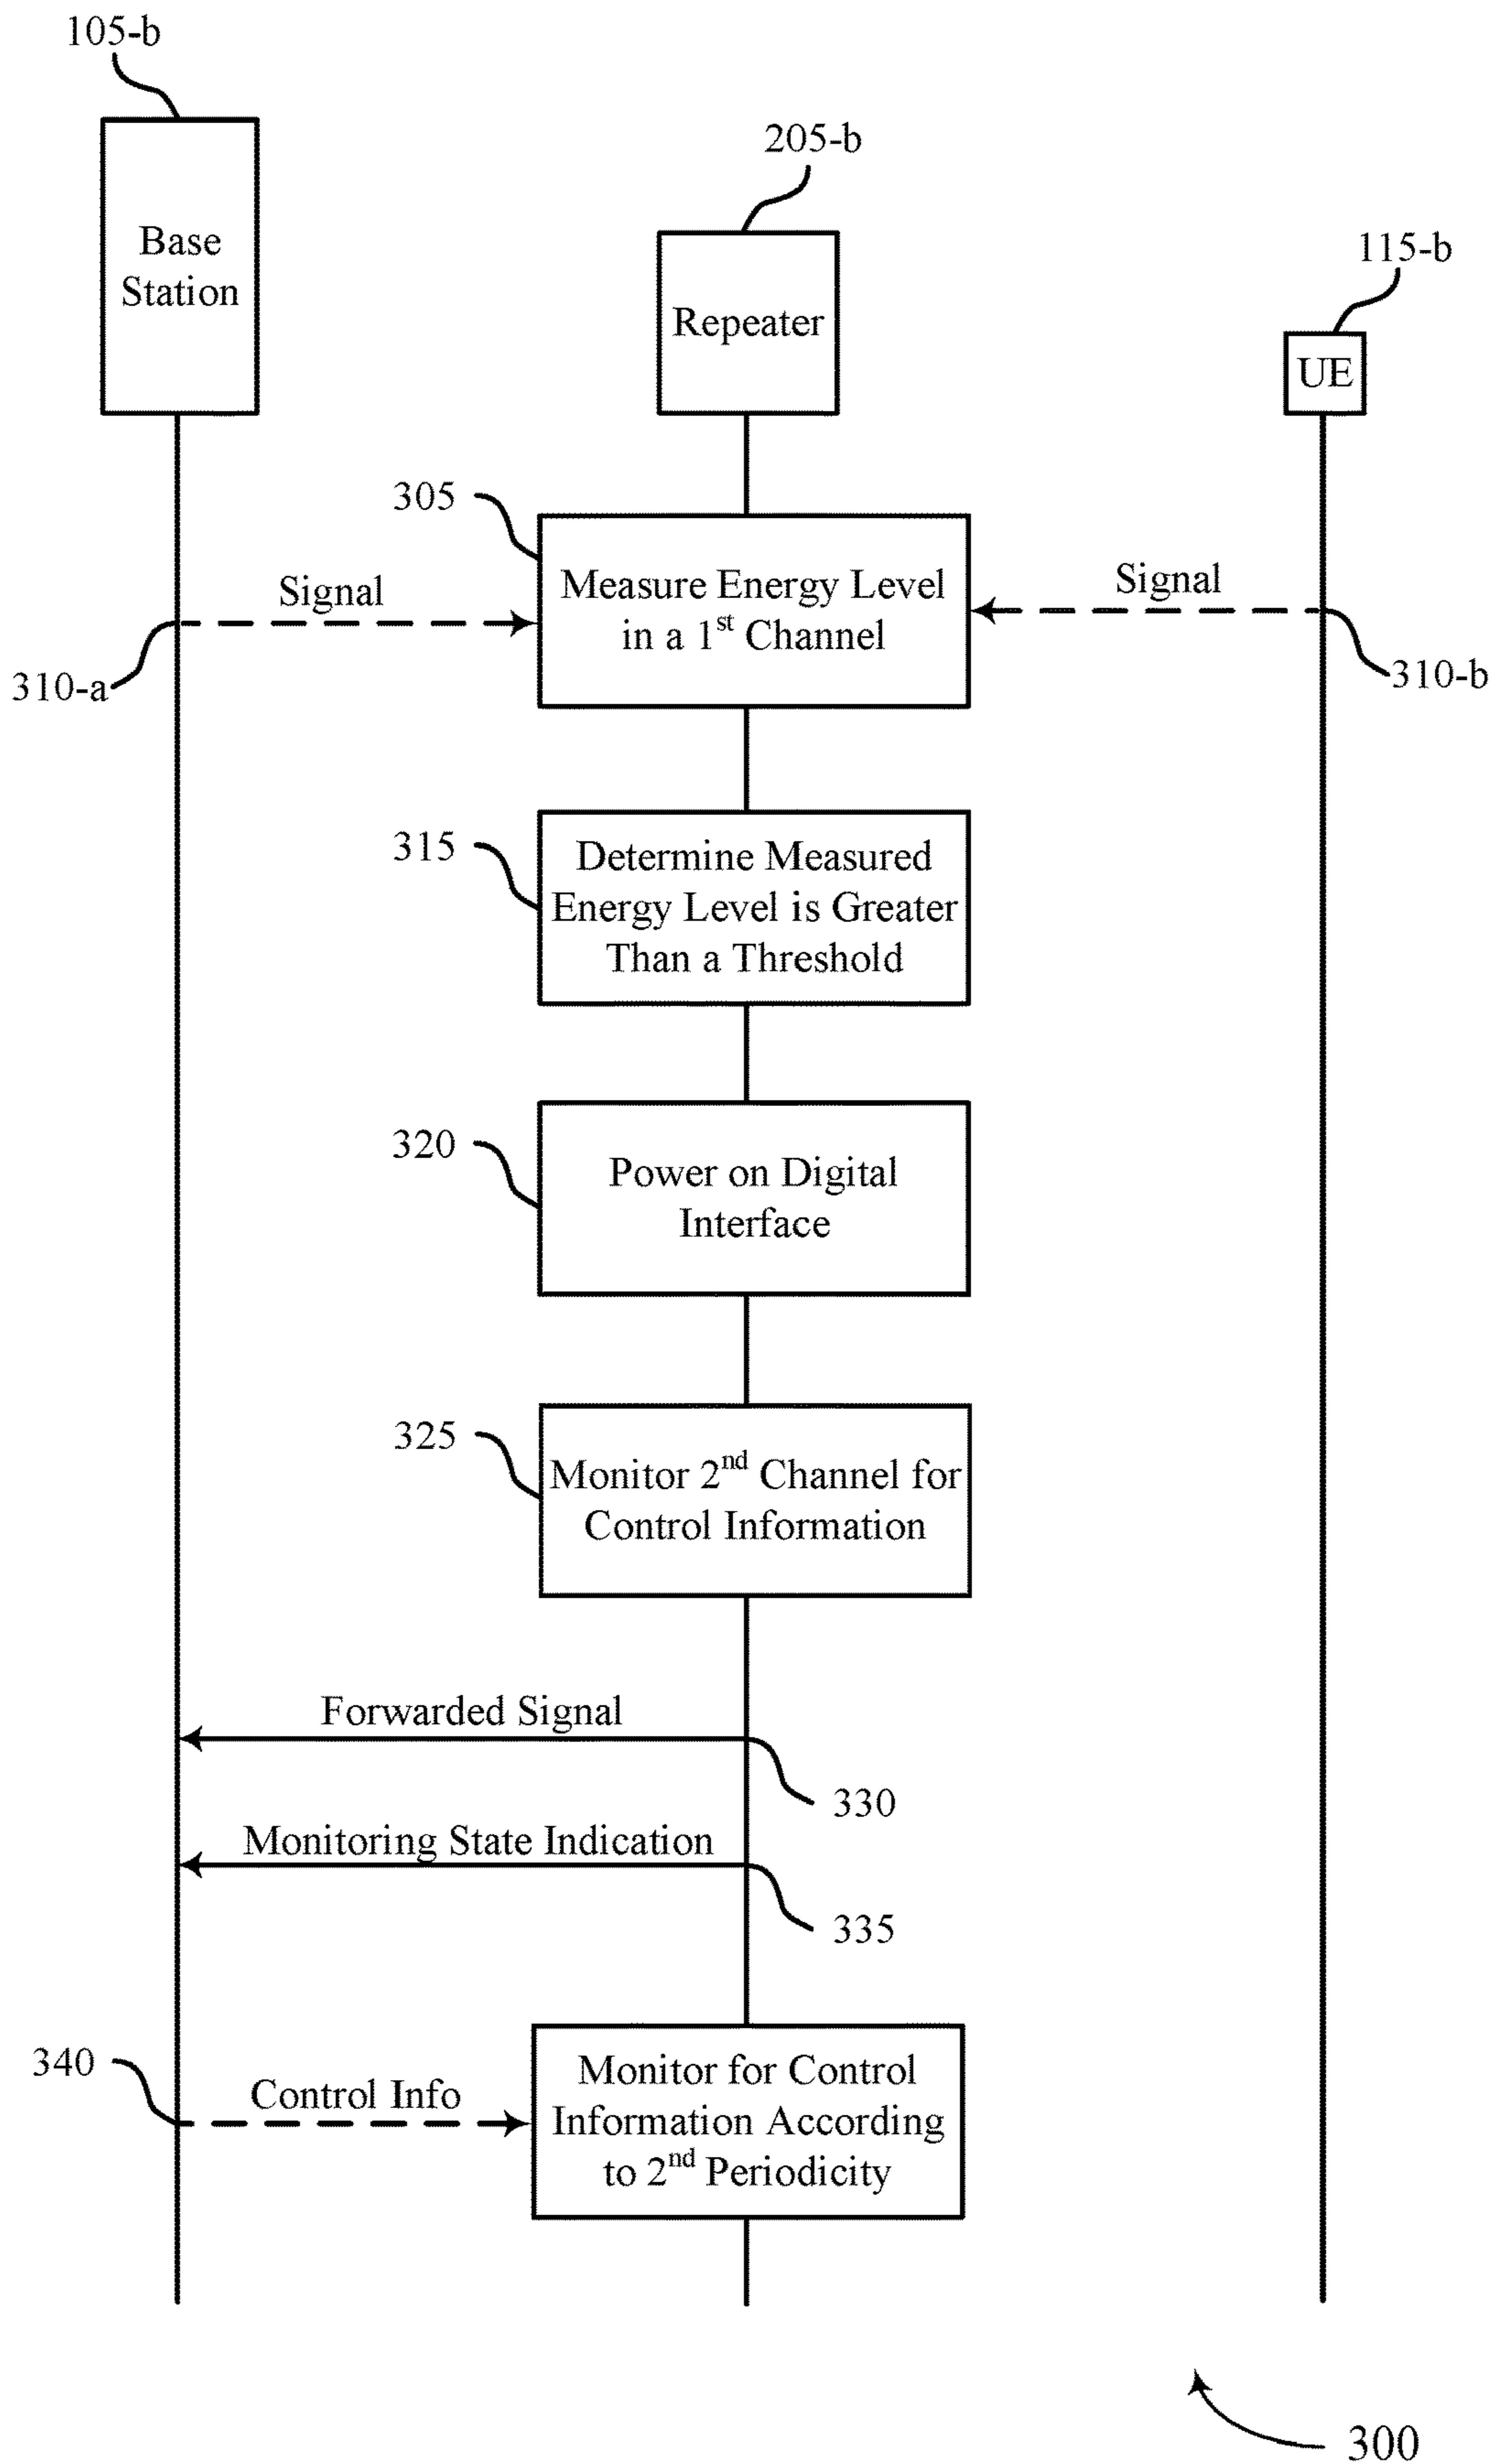 105-b
205-b
115-b
Base
Station
Repeater
UE
305
Measure Energy Level
in a 1st Channel
Signal
Signal
310-a
310-b
315
Determine Measured
Energy Level is Greater
Than a Threshold
320
Power on Digital
Interface
325
Monitor 2nd Channel for
Control Information
Forwarded Signal
330
Monitoring State Indication
335
340
Control Info
Monitor for Control
Information According
to 2nd Periodicity
300